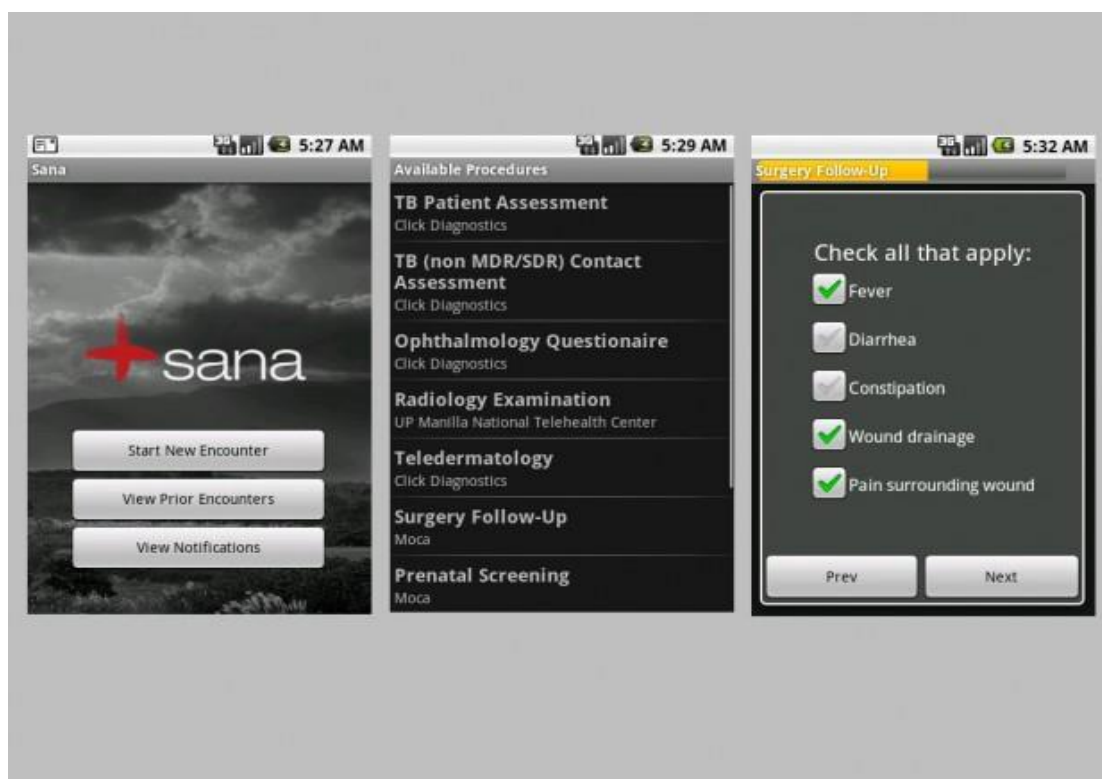 5:27 AM
Sana
sana
Start New Encounter
View Prior Encounters
View Notifications
5:29 AM
Available Procedures
TB Patient Assessment
Click Diagnostics
TB (non MDR/SDR) Contact
Assessment
Click Diagnostics
Ophthalmology Questionaire
Click Diagnostics
Radiology Examination
UP Manilla National Telehealth Center
Teledermatology
Click Diagnostics
Surgery Follow-Up
Moca
Prenatal Screening
Moca
5:32 AM
Surgery Follow-Up
Check all that apply:
Fever
Diarrhea
Constipation
Wound drainage
Pain surrounding wound
Prev
Next